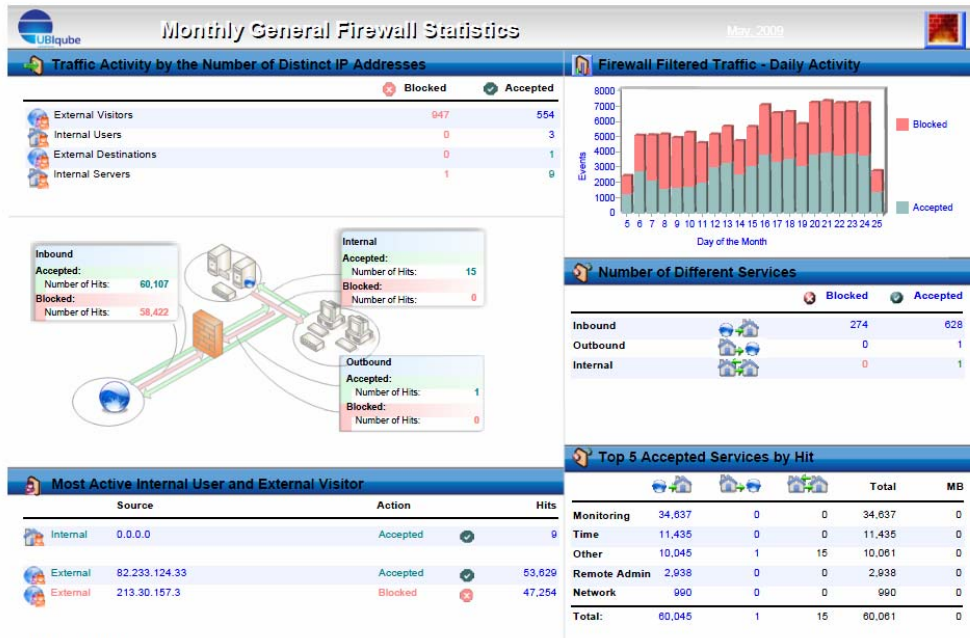 UBIqube
Monthly General Firewall Statistics
May, 2009
Traffic Activity by the Number of Distinct IP Addresses
Blocked Accepted
External Visitors 947 554
Internal Users 0 3
External Destinations 0 1
Internal Servers 1 9
Firewall Filtered Traffic - Daily Activity
8000
7000
6000
5000
4000
3000
2000
1000
0
Events
5 6 7 8 9 10 11 12 13 14 15 16 17 18 19 20 21 22 23 24 25
Day of the Month
Blocked
Accepted
Inbound
Accepted:
Number of Hits: 60,107
Blocked:
Number of Hits: 58,422
Internal
Accepted:
Number of Hits: 15
Blocked:
Number of Hits: 0
Outbound
Accepted:
Number of Hits: 1
Blocked:
Number of Hits: 0
Number of Different Services
Blocked Accepted
Inbound 274 628
Outbound 0 1
Internal 0 1
Most Active Internal User and External Visitor
Source Action Hits
Internal 0.0.0.0 Accepted 9
External 82.233.124.33 Accepted 53,629
External 213.30.157.3 Blocked 47,254
Top 5 Accepted Services by Hit
Total MB
Monitoring 34,637 0 0 34,637 0
Time 11,435 0 0 11,435 0
Other 10,045 1 15 10,061 0
Remote Admin 2,938 0 0 2,938 0
Network 990 0 0 990 0
Total: 60,045 1 15 60,061 0